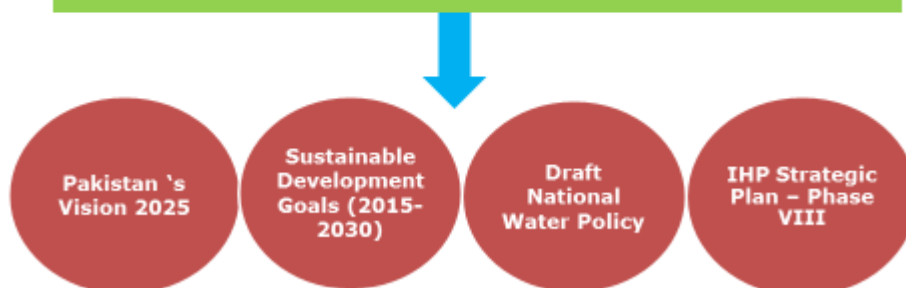 Pakistan ‘s
Vision 2025
Sustainable
Development
Goals (2015-
2030)
Draft
National
Water Policy
IHP Strategic
Plan – Phase
VIII